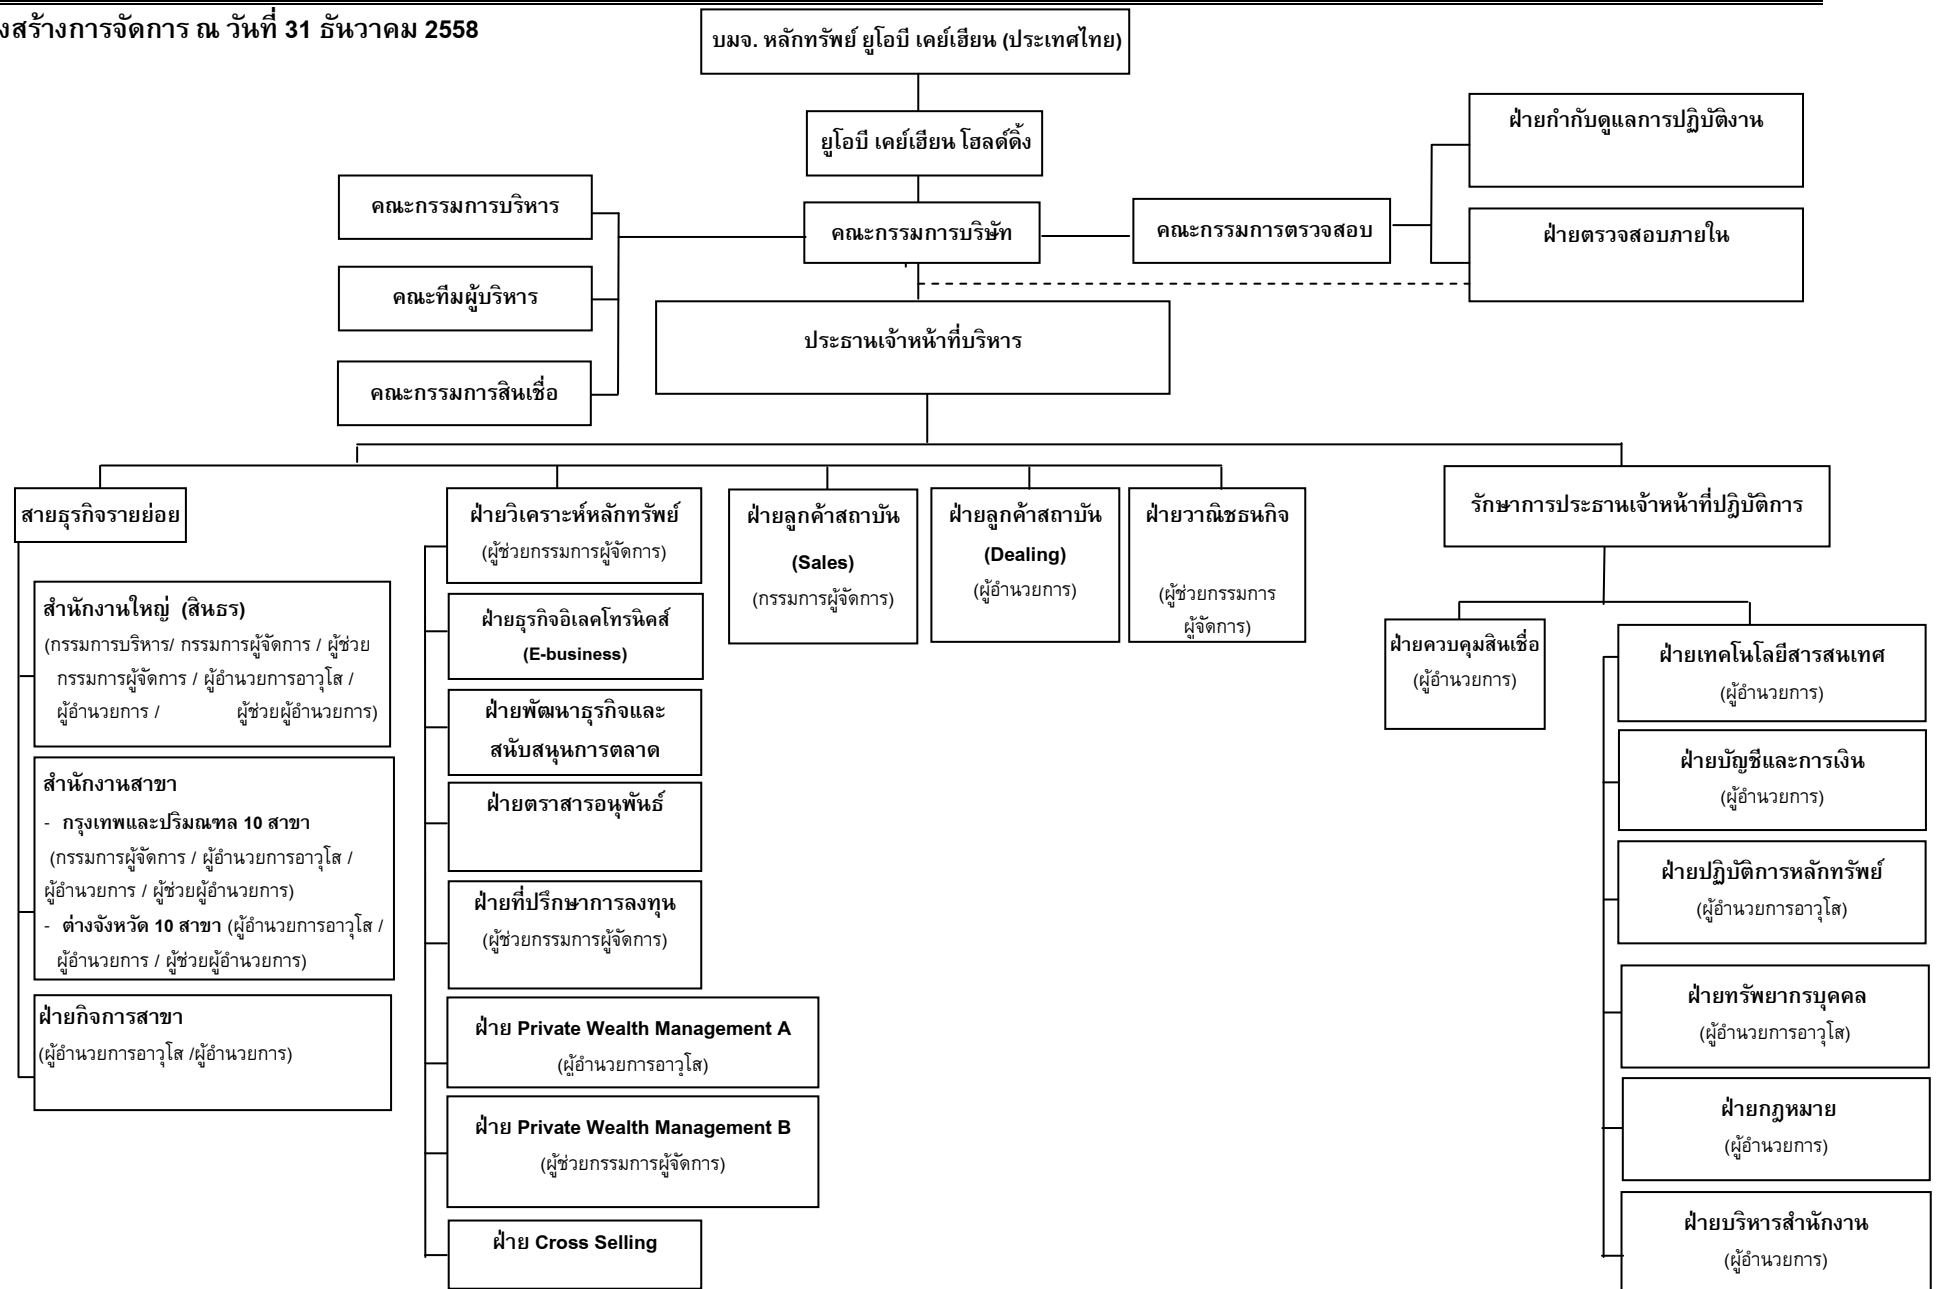 งสร้างการจัดการ ณ วันที่ 31 ธันวาคม 2558
บมจ. หลักทรัพย์ ยูโอบี เคย์เฮียน (ประเทศไทย)
ยูโอบี เคย์เฮียน โฮลด์ดิ้ง
คณะกรรมการบริหาร
คณะทีมผู้บริหาร
คณะกรรมการสินเชื่อ
คณะกรรมการบริษัท
คณะกรรมการตรวจสอบ
ฝ่ายกำกับดูแลการปฏิบัติงาน
ฝ่ายตรวจสอบภายใน
ประธานเจ้าหน้าที่บริหาร
สายธุรกิจรายย่อย
สำนักงานใหญ่ (สินธร)
(กรรมการบริหาร/ กรรมการผู้จัดการ / ผู้ช่วย
กรรมการผู้จัดการ / ผู้อำนวยการอาวุโส /
ผู้อำนวยการ / ผู้ช่วยผู้อำนวยการ)
สำนักงานสาขา
- กรุงเทพและปริมณฑล 10 สาขา
(กรรมการผู้จัดการ / ผู้อำนวยการอาวุโส /
ผู้อำนวยการ / ผู้ช่วยผู้อำนวยการ)
- ต่างจังหวัด 10 สาขา (ผู้อำนวยการอาวุโส /
ผู้อำนวยการ / ผู้ช่วยผู้อำนวยการ)
ฝ่ายกิจการสาขา
(ผู้อำนวยการอาวุโส /ผู้อำนวยการ)
ฝ่ายวิเคราะห์หลักทรัพย์
(ผู้ช่วยกรรมการผู้จัดการ)
ฝ่ายธุรกิจอิเลคโทรนิคส์
(E-business)
ฝ่ายพัฒนาธุรกิจและ
สนับสนุนการตลาด
ฝ่ายตราสารอนุพันธ์
ฝ่ายที่ปรึกษาการลงทุน
(ผู้ช่วยกรรมการผู้จัดการ)
ฝ่าย Private Wealth Management A
(ผู้อำนวยการอาวุโส)
ฝ่าย Private Wealth Management B
(ผู้ช่วยกรรมการผู้จัดการ)
ฝ่าย Cross Selling
ฝ่ายลูกค้าสถาบัน
(Sales)
(กรรมการผู้จัดการ)
ฝ่ายลูกค้าสถาบัน
(Dealing)
(ผู้อำนวยการ)
ฝ่ายวาณิชธนกิจ
(ผู้ช่วยกรรมการ
ผู้จัดการ)
รักษาการประธานเจ้าหน้าที่ปฎิบัติการ
ฝ่ายควบคุมสินเชื่อ
(ผู้อำนวยการ)
ฝ่ายเทคโนโลยีสารสนเทศ
(ผู้อำนวยการ)
ฝ่ายบัญชีและการเงิน
(ผู้อำนวยการ)
ฝ่ายปฏิบัติการหลักทรัพย์
(ผู้อำนวยการอาวุโส)
ฝ่ายทรัพยากรบุคคล
(ผู้อำนวยการอาวุโส)
ฝ่ายกฎหมาย
(ผู้อำนวยการ)
ฝ่ายบริหารสำนักงาน
(ผู้อำนวยการ)